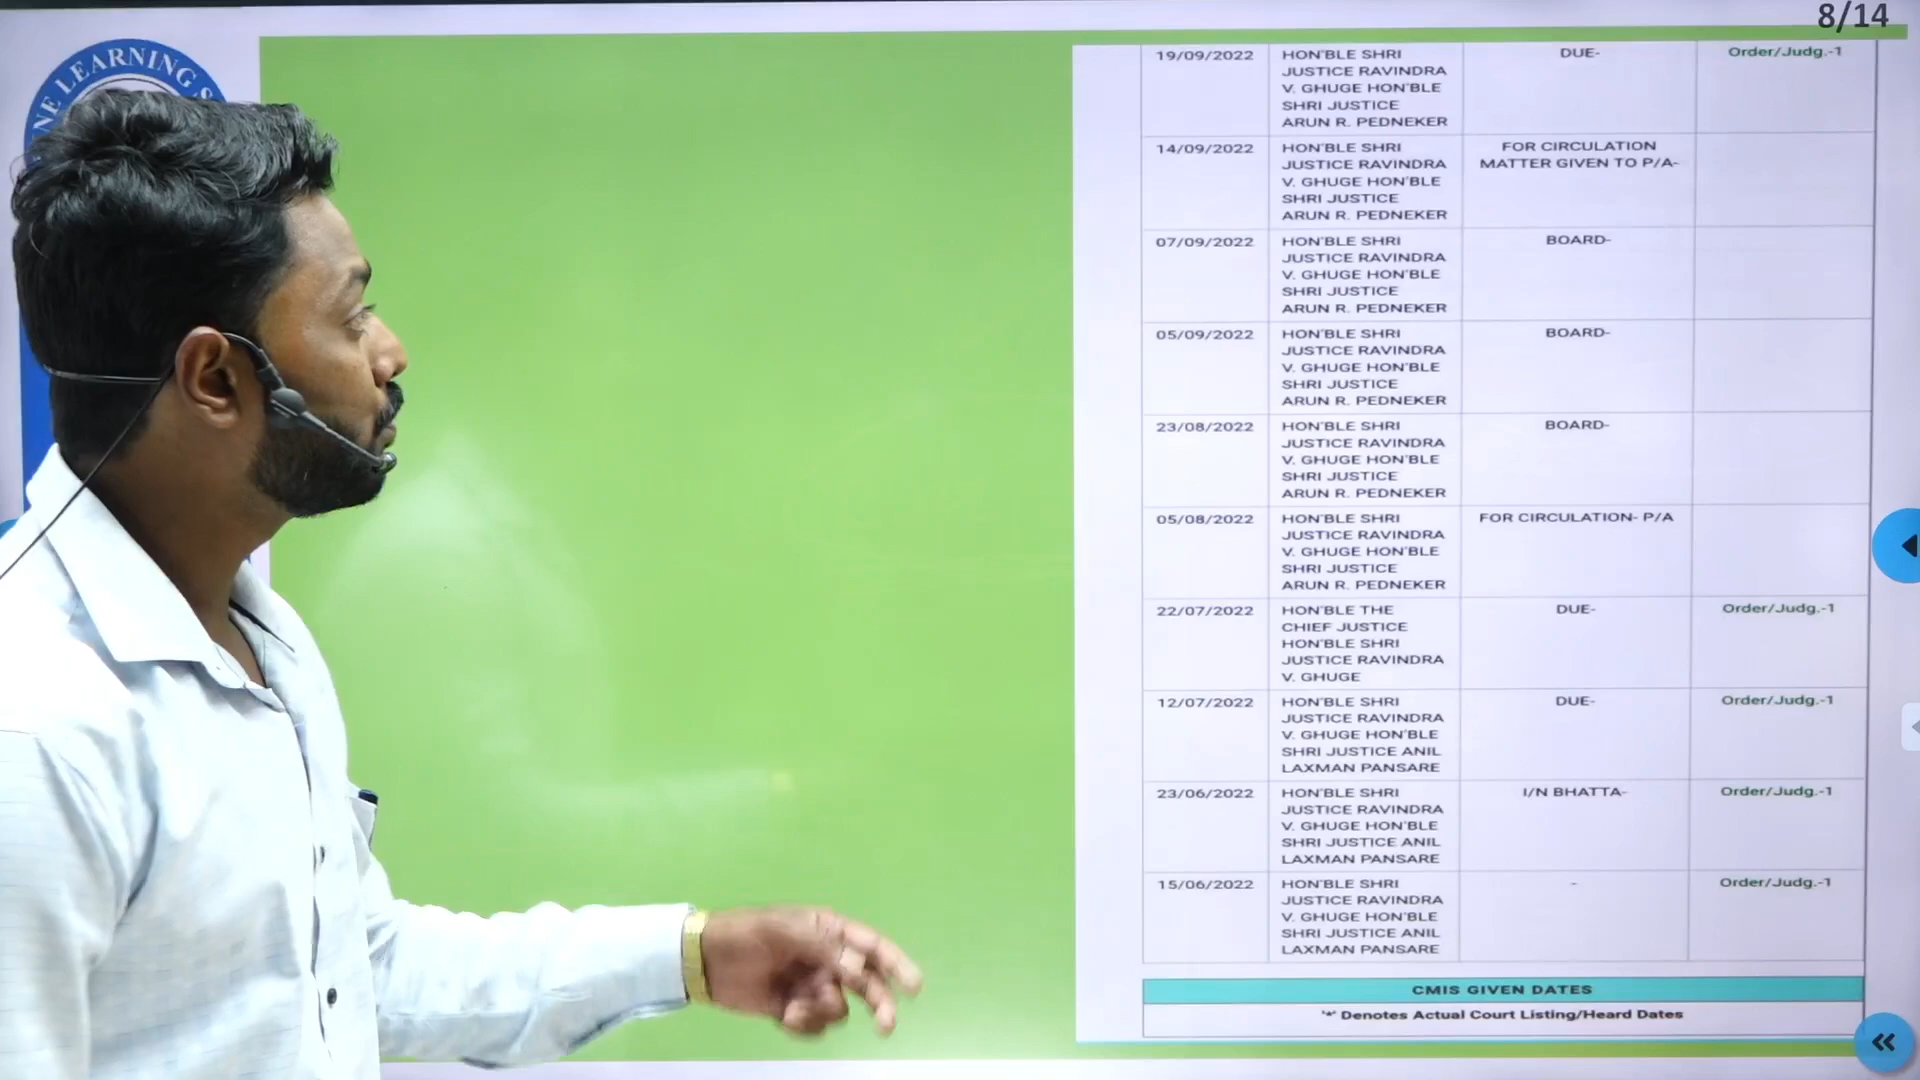 8/14
NE LEARNING S
19/09/2022 HON'BLE SHRI DUE- Order/Judg.-1
JUSTICE RAVINDRA
V. GHUGE HON'BLE
SHRI JUSTICE
ARUN R. PEDNEKER
14/09/2022 HON'BLE SHRI FOR CIRCULATION
JUSTICE RAVINDRA MATTER GIVEN TO P/A-
V. GHUGE HON'BLE
SHRI JUSTICE
ARUN R. PEDNEKER
07/09/2022 HON'BLE SHRI BOARD-
JUSTICE RAVINDRA
V. GHUGE HON'BLE
SHRI JUSTICE
ARUN R. PEDNEKER
05/09/2022 HON'BLE SHRI BOARD-
JUSTICE RAVINDRA
V. GHUGE HON'BLE
SHRI JUSTICE
ARUN R. PEDNEKER
23/08/2022 HON'BLE SHRI BOARD-
JUSTICE RAVINDRA
V. GHUGE HON'BLE
SHRI JUSTICE
ARUN R. PEDNEKER
05/08/2022 HON'BLE SHRI FOR CIRCULATION- P/A
JUSTICE RAVINDRA
V. GHUGE HON'BLE
SHRI JUSTICE
ARUN R. PEDNEKER
22/07/2022 HON'BLE THE DUE- Order/Judg.-1
CHIEF JUSTICE
HON'BLE SHRI
JUSTICE RAVINDRA
V. GHUGE
12/07/2022 HON'BLE SHRI DUE- Order/Judg.-1
JUSTICE RAVINDRA
V. GHUGE HON'BLE
SHRI JUSTICE ANIL
LAXMAN PANSARE
23/06/2022 HON'BLE SHRI I/N BHATTA- Order/Judg.-1
JUSTICE RAVINDRA
V. GHUGE HON'BLE
SHRI JUSTICE ANIL
LAXMAN PANSARE
15/06/2022 HON'BLE SHRI - Order/Judg.-1
JUSTICE RAVINDRA
V. GHUGE HON'BLE
SHRI JUSTICE ANIL
LAXMAN PANSARE
CMIS GIVEN DATES
'*' Denotes Actual Court Listing/Heard Dates